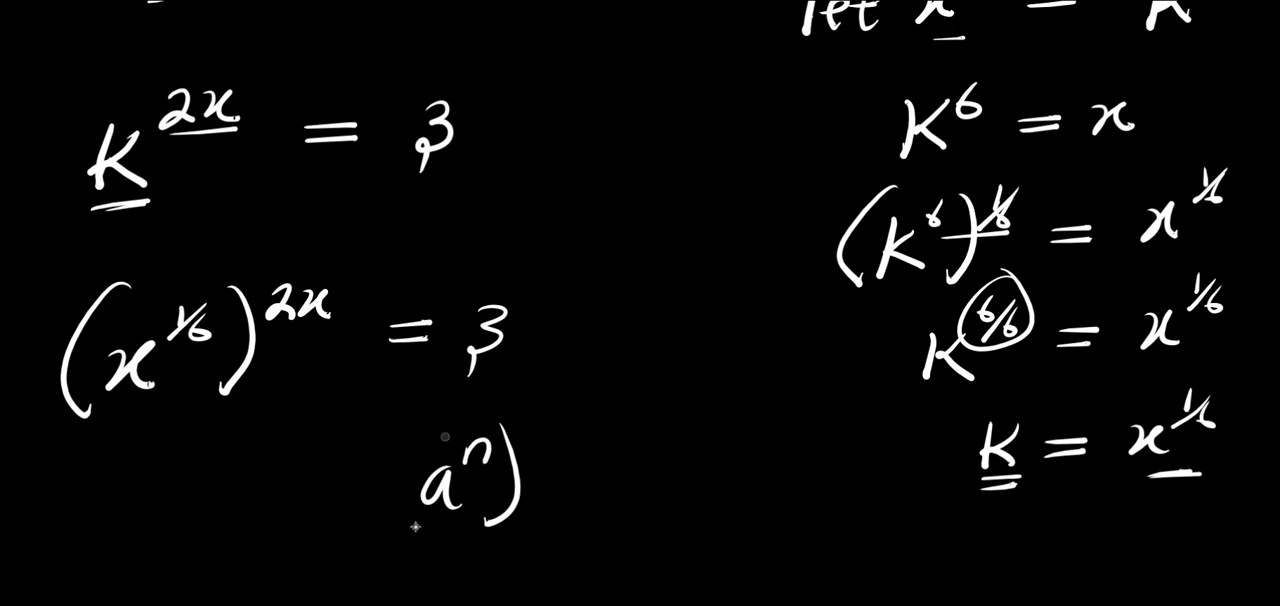 let x = K
K^{2x} = 3
K^6 = x
(K^6)^{1/6} = x^{1/6}
(x^{1/6})^{2x} = 3
K^{6/6} = x^{1/6}
K = x^{1/6}
a^n)